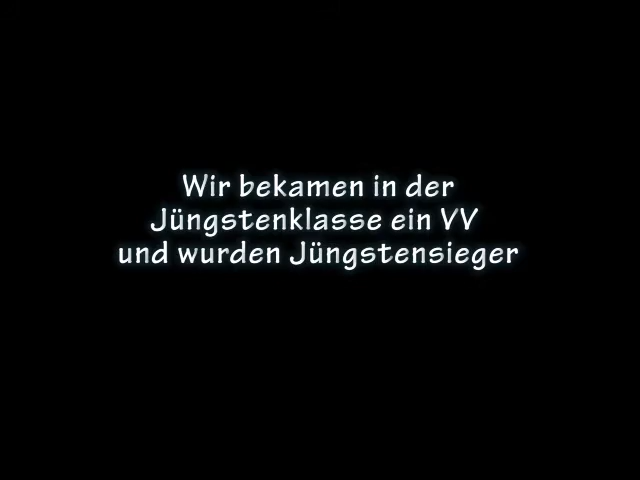 Wir bekamen in der
Jüngstenklasse ein VV
und wurden Jüngstensieger